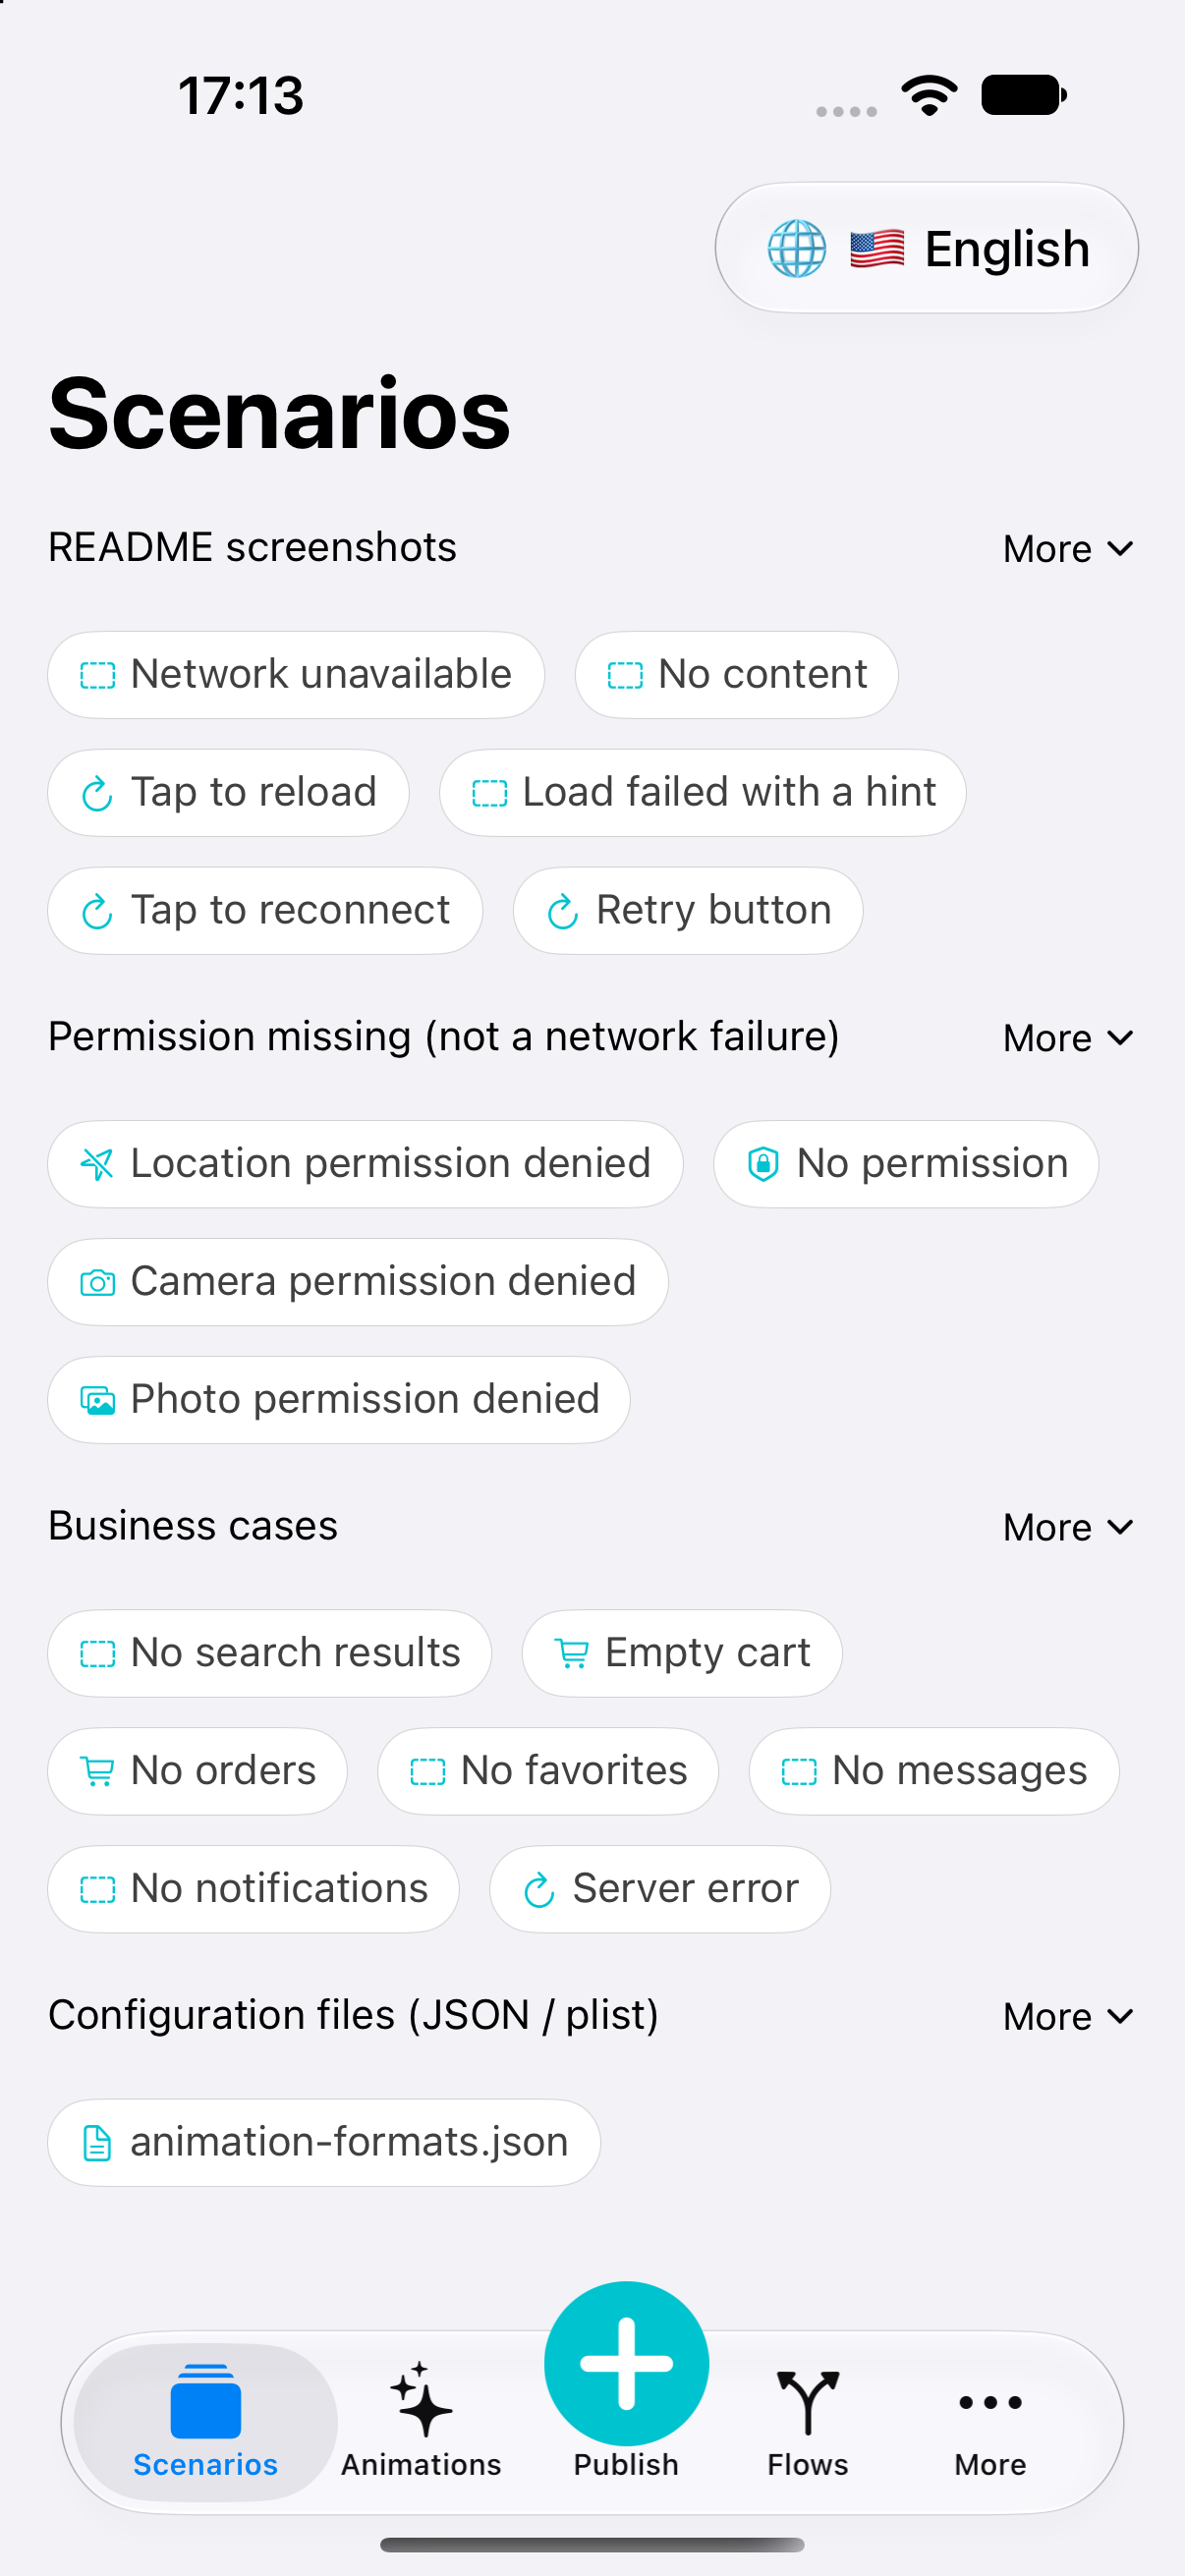 17:13
English
Scenarios
README screenshots More
Network unavailable No content
Tap to reload Load failed with a hint
Tap to reconnect Retry button
Permission missing (not a network failure) More
Location permission denied No permission
Camera permission denied
Photo permission denied
Business cases More
No search results Empty cart
No orders No favorites No messages
No notifications Server error
Configuration files (JSON / plist) More
animation-formats.json
Scenarios Animations Publish Flows More